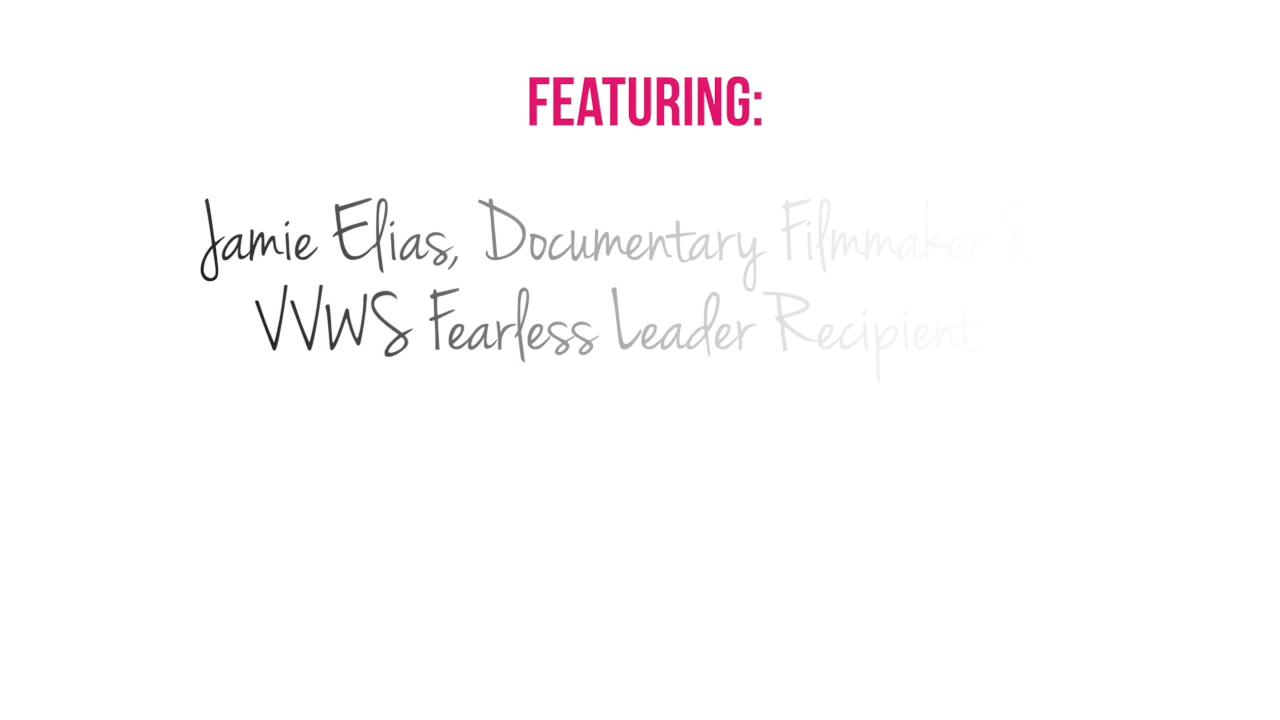 FEATURING:
Jamie Elias, Documentary Filmmaker &
VVWS Fearless Leader Recipient